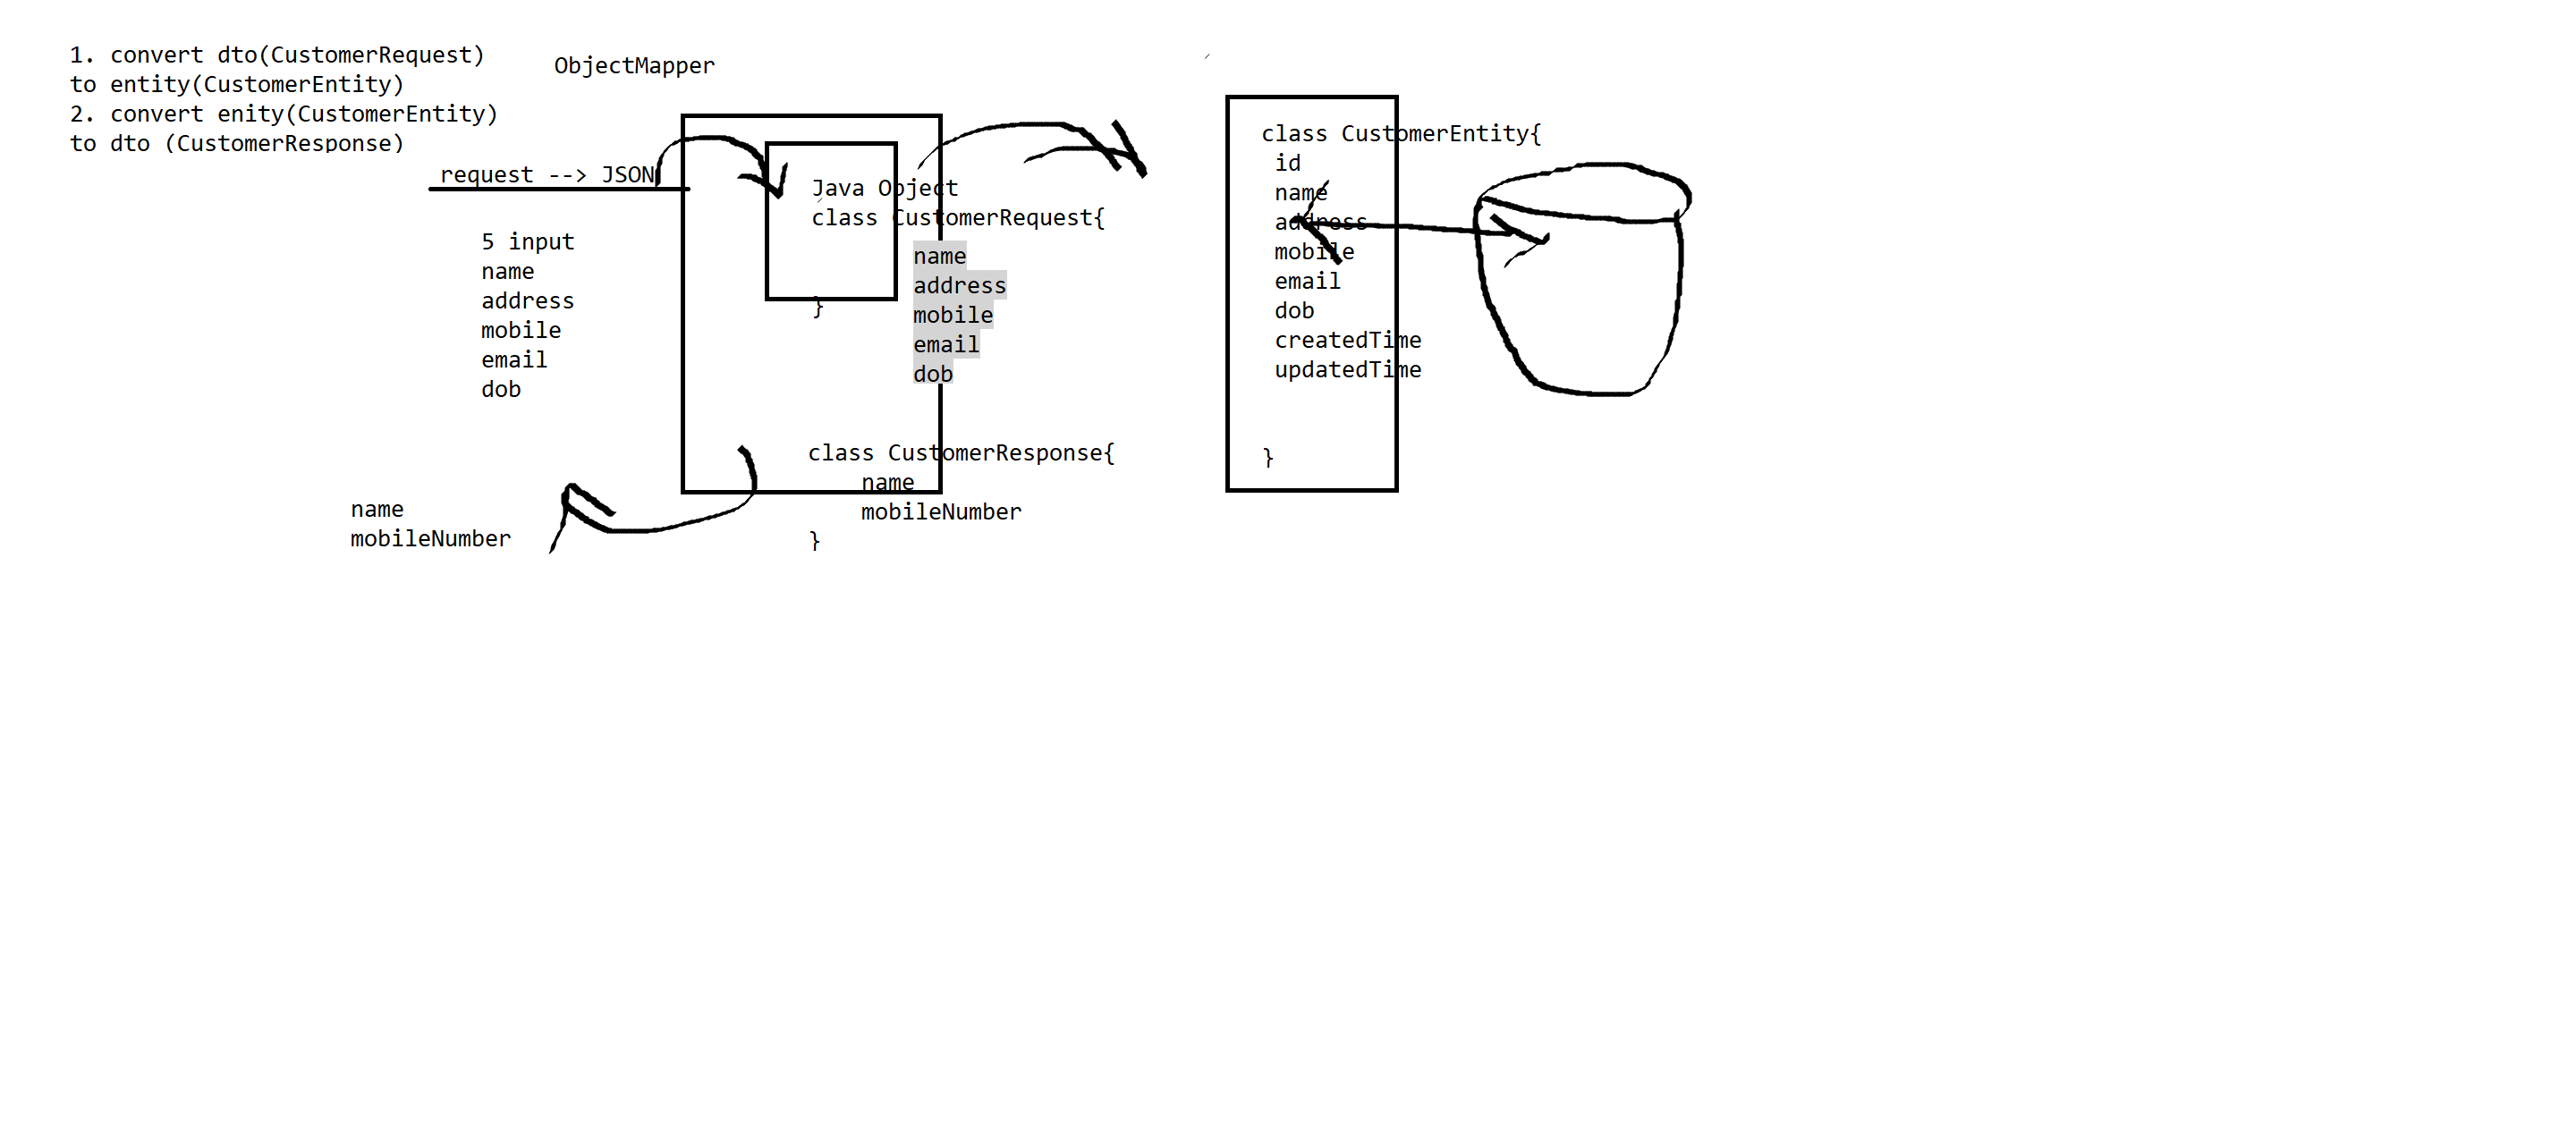 1. convert dto(CustomerRequest)
to entity(CustomerEntity)
2. convert enity(CustomerEntity)
to dto (CustomerResponse)
ObjectMapper
request --> JSON
5 input
name
address
mobile
email
dob
Java Object
class CustomerRequest{
name
address
mobile
email
dob
}
class CustomerResponse{
name
mobileNumber
}
name
mobileNumber
class CustomerEntity{
id
name
address
mobile
email
dob
createdTime
updatedTime
}